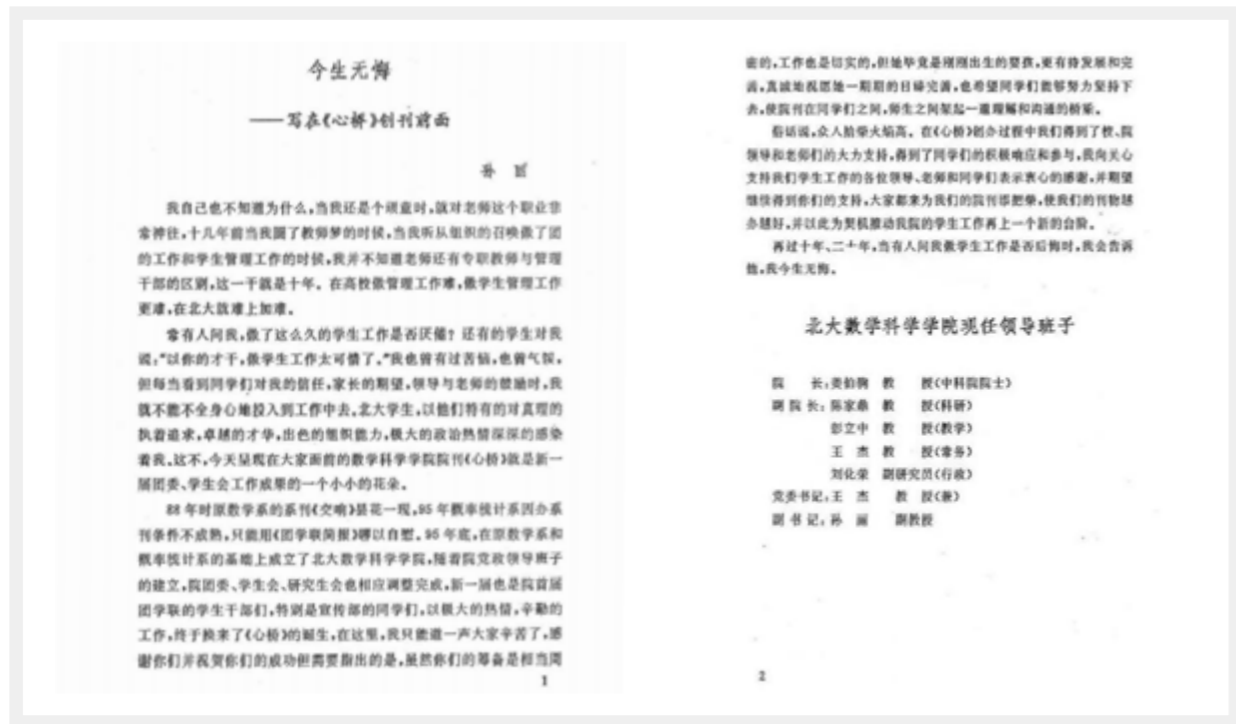 今生无悔
——写在《心桥》创刊前面
孙 丽
我自己也不知道为什么，当我还是个顽童时，就对老师这个职业非
常神往，十几年前当我圆了教师梦的时候，当我听从组织的召唤做了团
的工作和学生管理工作的时候，我并不知道老师还有专职教师与管理
干部的区别，这一干就是十年。在高校做管理工作难，做学生管理工作
更难，在北大就难上加难。
常有人问我，做了这么久的学生工作是否厌倦？还有的学生对我
说：“以你的才干，做学生工作太可惜了。”我也曾有过苦恼，也曾气馁，
但每当看到同学们对我的信任，家长的期望，领导与老师的鼓励时，我
就不能不全身心地投入到工作中去。北大学生，以他们特有的对真理的
执着追求，卓越的才华，出色的组织能力，极大的政治热情深深的感染
着我。这不，今天呈现在大家面前的数学科学学院院刊《心桥》就是新一
届团委、学生会工作成果的一个小小的花朵。
88 年时原数学系的系刊《交响》昙花一现，95 年概率统计系因办系
刊条件不成熟，只能用《团学联简报》聊以自慰。95 年底，在原数学系和
概率统计系的基础上成立了北大数学科学学院，随着院党政领导班子
的建立，院团委、学生会、研究生会也相应调整完成，新一届也是院首届
团学联的学生干部们，特别是宣传部的同学们，以极大的热情，辛勤的
工作，终于换来了《心桥》的诞生，在这里，我只能道一声大家辛苦了，感
谢你们并祝贺你们的成功但需要指出的是，虽然你们的筹备是相当周
1
密的，工作也是切实的，但她毕竟是刚刚出生的婴孩，更有待发展和完
善，真诚地祝愿她一期期的日臻完善，也希望同学们能够努力坚持下
去，使院刊在同学们之间，师生之间架起一道理解和沟通的桥梁。
俗话说，众人拾柴火焰高。在《心桥》创办过程中我们得到了校、院
领导和老师们的大力支持，得到了同学们的积极响应和参与，我向关心
支持我们学生工作的各位领导、老师和同学们表示衷心的感谢，并期望
继续得到你们的支持，大家都来为我们的院刊添把柴，使我们的刊物越
办越好，并以此为契机推动我院的学生工作再上一个新的台阶。
再过十年、二十年，当有人问我做学生工作是否后悔时，我会告诉
他，我今生无悔。
北大数学科学学院现任领导班子
院 长：姜伯驹 教 授（中科院院士）
副 院 长：陈家鼎 教 授（科研）
彭立中 教 授（教学）
王 杰 教 授（常务）
刘化荣 副研究员（行政）
党委书记：王 杰 教 授（兼）
副 书 记：孙 丽 副教授
2